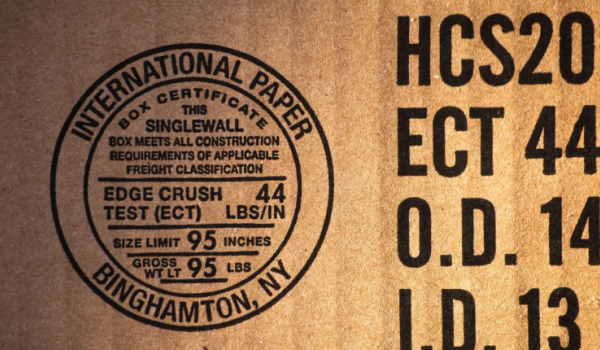 INTERNATIONAL PAPER
BOX CERTIFICATE
THIS
SINGLEWALL
BOX MEETS ALL CONSTRUCTION
REQUIREMENTS OF APPLICABLE
FREIGHT CLASSIFICATION
EDGE CRUSH 44
TEST (ECT) LBS/IN
SIZE LIMIT 95 INCHES
GROSS
WT LT 95 LBS
BINGHAMTON, NY
HCS20
ECT 44
O.D. 14
I.D. 13